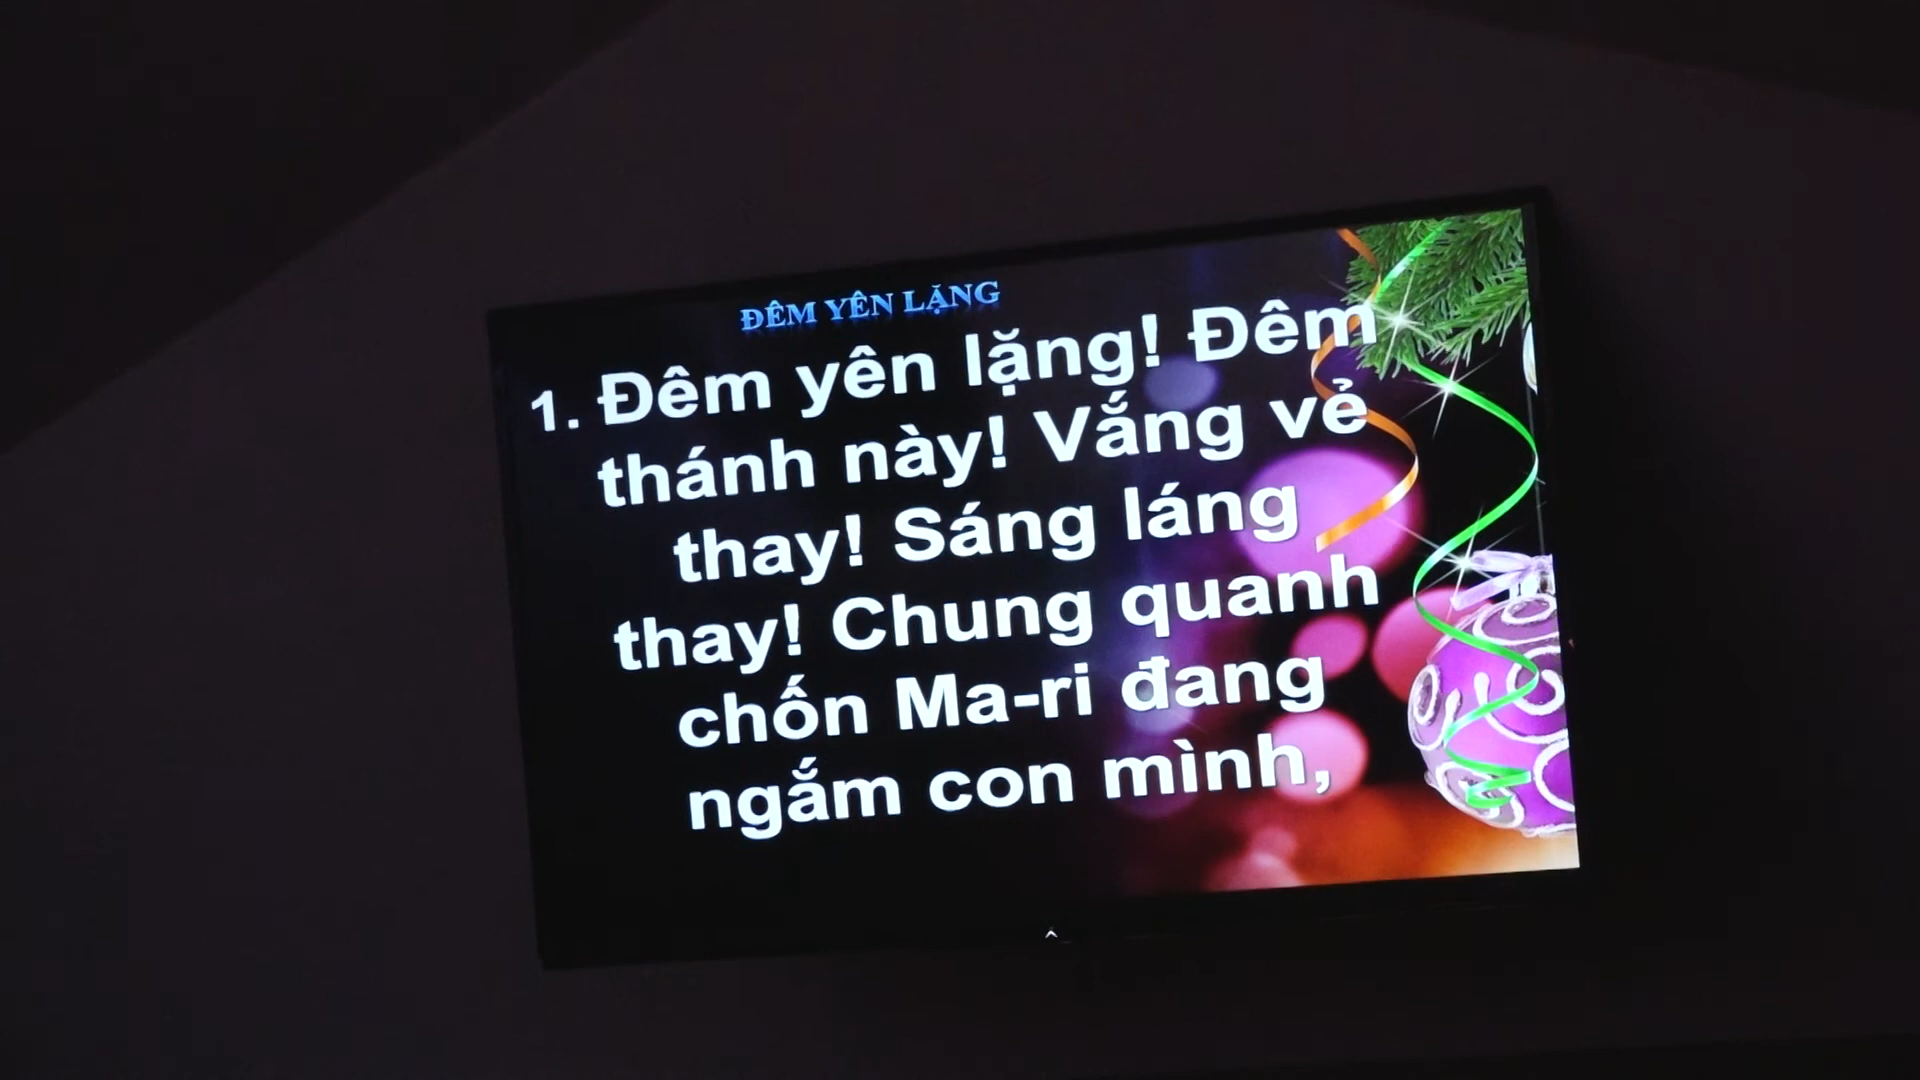 ĐÊM YÊN LẶNG
1. Đêm yên lặng! Đêm
thánh này! Vắng vẻ
thay! Sáng láng
thay! Chung quanh
chốn Ma-ri đang
ngắm con mình,